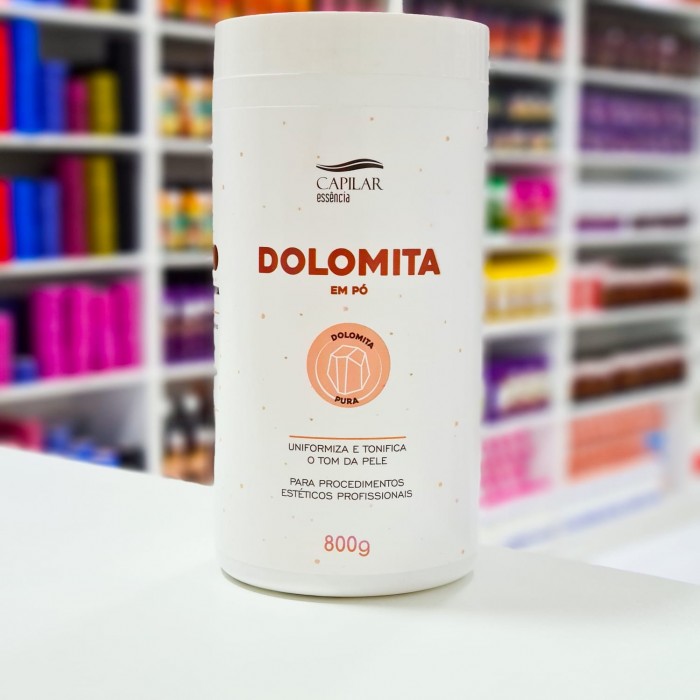 CAPILAR
essência
DOLOMITA
EM PÓ
DOLOMITA
PURA
UNIFORMIZA E TONIFICA
O TOM DA PELE
PARA PROCEDIMENTOS
ESTÉTICOS PROFISSIONAIS
800g